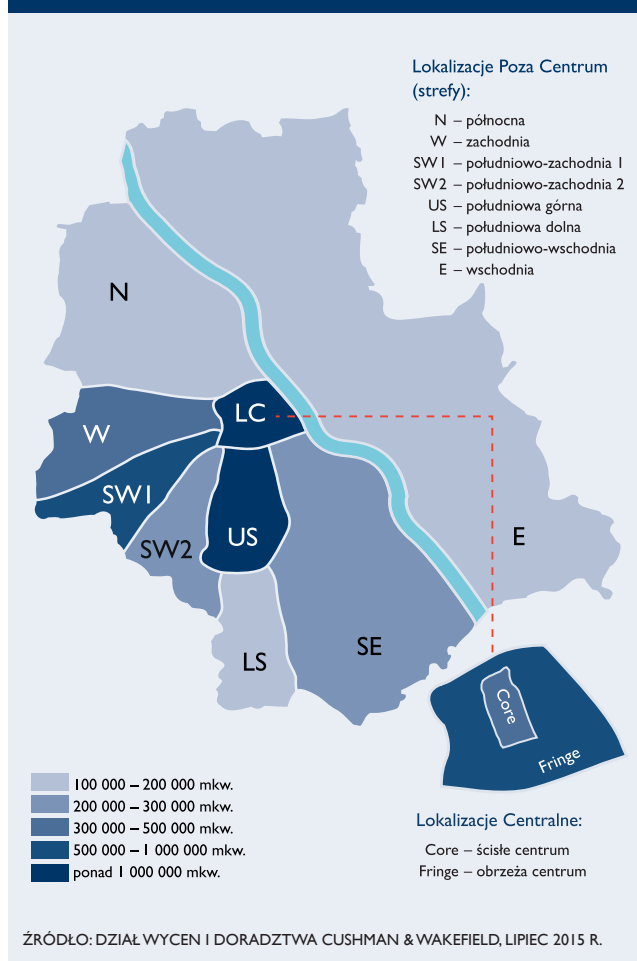 Lokalizacje Poza Centrum
(strefy):
N – północna
W – zachodnia
SW1 – południowo-zachodnia 1
SW2 – południowo-zachodnia 2
US – południowa górna
LS – południowa dolna
SE – południowo-wschodnia
E – wschodnia
N
LC
W
SW1
SW2
US
E
LS
SE
Core
Fringe
100 000 – 200 000 mkw.
200 000 – 300 000 mkw.
300 000 – 500 000 mkw.
500 000 – 1 000 000 mkw.
ponad 1 000 000 mkw.
Lokalizacje Centralne:
Core – ścisłe centrum
Fringe – obrzeża centrum
ŹRÓDŁO: DZIAŁ WYCEN I DORADZTWA CUSHMAN & WAKEFIELD, LIPIEC 2015 R.